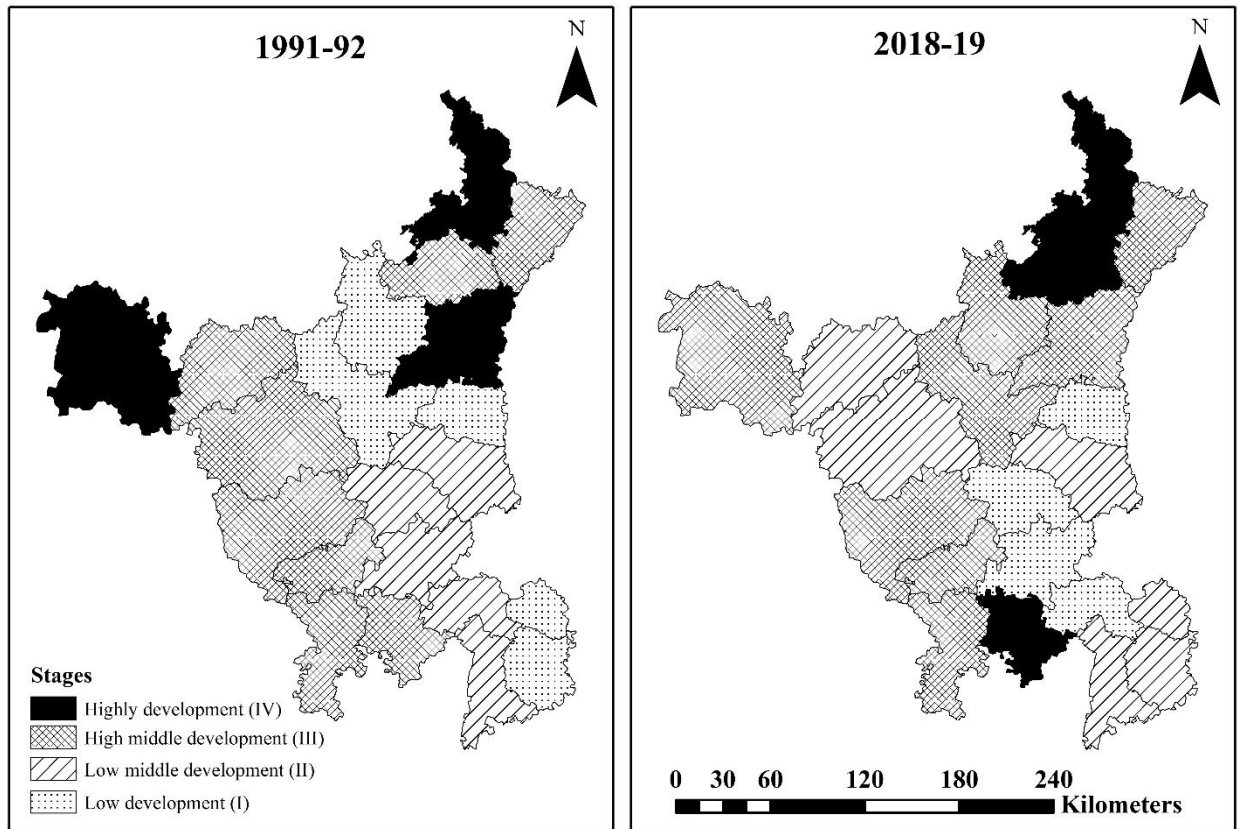 1991-92
N
Stages
Highly development (IV)
High middle development (III)
Low middle development (II)
Low development (I)
2018-19
N
0 30 60 120 180 240
Kilometers